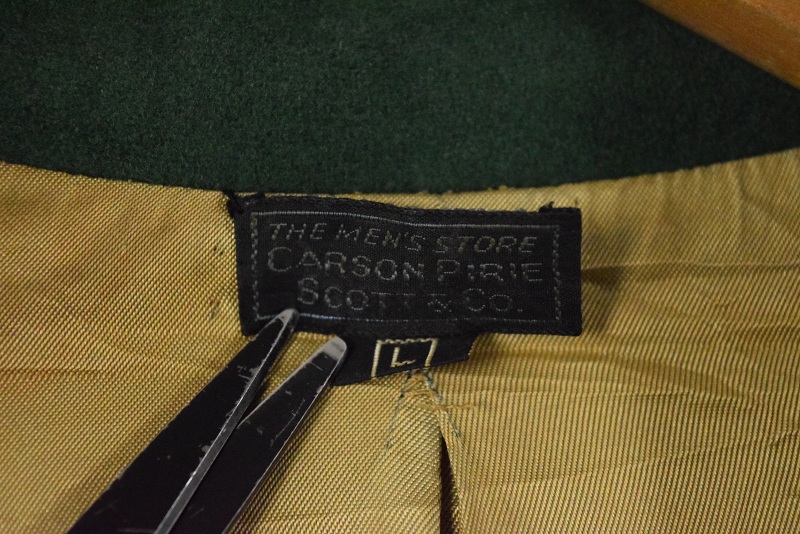 THE MEN'S STORE
CARSON PIRIE
SCOTT & CO.
L